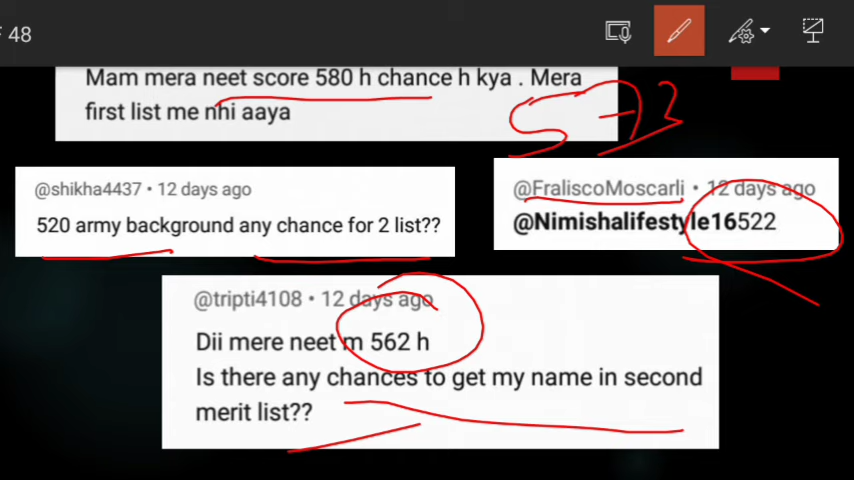 48
Mam mera neet score 580 h chance h kya . Mera
first list me nhi aaya
573
@shikha4437 • 12 days ago
520 army background any chance for 2 list??
@FraliscoMoscarli • 12 days ago
@Nimishalifestyle16522
@tripti4108 • 12 days ago
Dii mere neet m 562 h
Is there any chances to get my name in second
merit list??